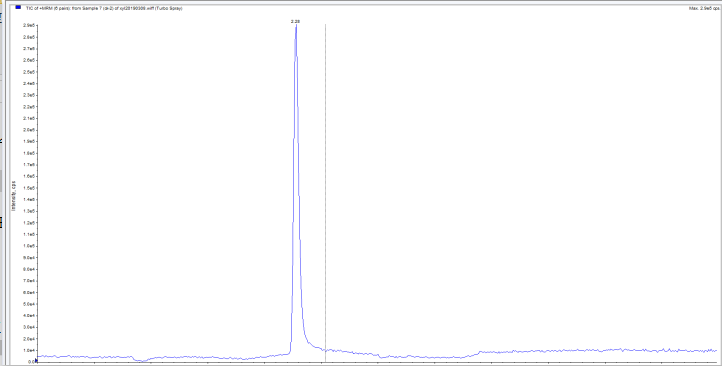 TIC of +MRM (6 pairs): from Sample 7 (qi-2) of xyl20190309.wiff (Turbo Spray)
Max. 2.9e5 cps
2.28
2.9e5
2.8e5
2.7e5
2.6e5
2.5e5
2.4e5
2.3e5
2.2e5
2.1e5
2.0e5
1.9e5
1.8e5
1.7e5
1.6e5
1.5e5
1.4e5
1.3e5
1.2e5
1.1e5
1.0e5
9.0e4
8.0e4
7.0e4
6.0e4
5.0e4
4.0e4
3.0e4
2.0e4
1.0e4
0.0
Intensity, cps